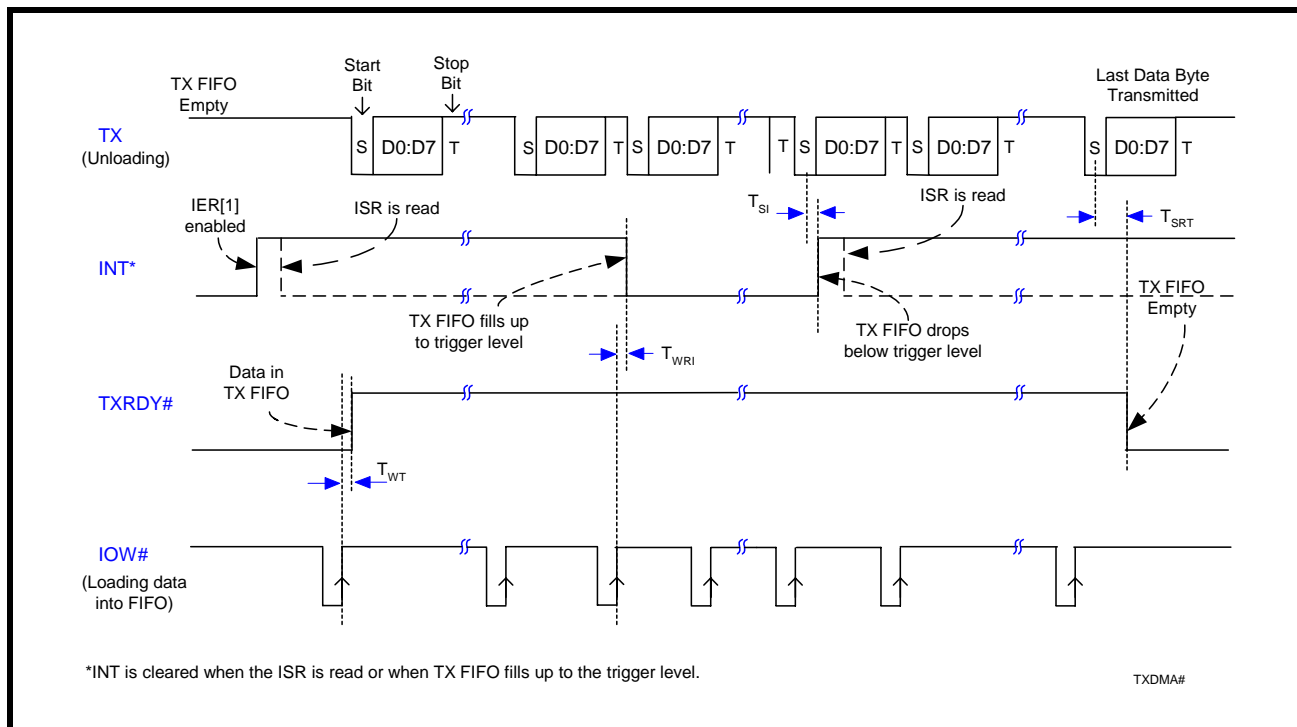 TX FIFO
Empty
Start
Bit
Stop
Bit
Last Data Byte
Transmitted
TX
(Unloading)
S D0:D7 T S D0:D7 T S D0:D7 T T S D0:D7 T S D0:D7 T S D0:D7 T
IER[1]
enabled
ISR is read
TSI
ISR is read
TSRT
INT*
TX FIFO fills up
to trigger level
TX FIFO drops
below trigger level
TX FIFO
Empty
TWRI
Data in
TX FIFO
TXRDY#
TWT
IOW#
(Loading data
into FIFO)
*INT is cleared when the ISR is read or when TX FIFO fills up to the trigger level.
TXDMA#